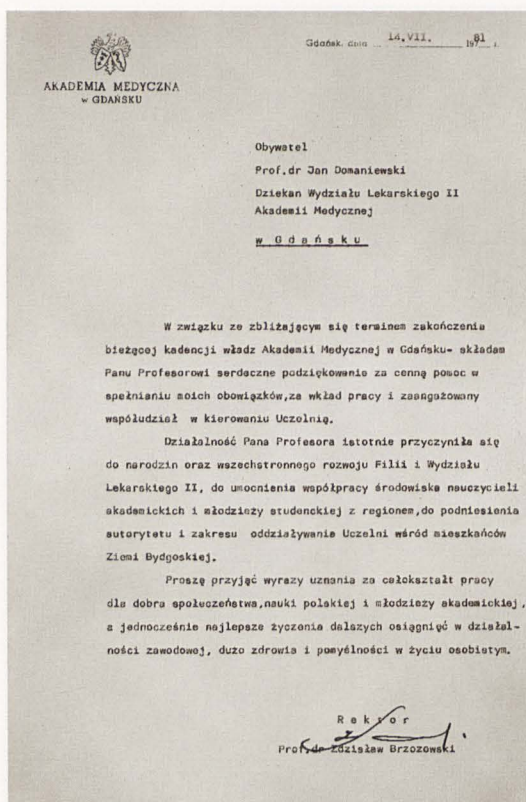 Gdańsk, dnia 14.VII. 1981 r.
AKADEMIA MEDYCZNA
W GDAŃSKU
Obywatel
Prof.dr Jan Domaniewski
Dziekan Wydziału Lekarskiego II
Akademii Medycznej
w Gdańsku
W związku ze zbliżającym się terminem zakończenia
bieżącej kadencji władz Akademii Medycznej w Gdańsku- składam
Panu Profesorowi serdeczne podziękowanie za cenną pomoc w
spełnianiu moich obowiązków,za wkład pracy i zaangażowany
współudział w kierowaniu Uczelnią.
Działalność Pana Profesora istotnie przyczyniła się
do narodzin oraz wszechstronnego rozwoju Filii i Wydziału
Lekarskiego II, do umocnienia współpracy środowiska nauczycieli
akademickich i młodzieży studenckiej z regionem,do podniesienia
autorytetu i zakresu oddziaływania Uczelni wśród mieszkańców
Ziemi Bydgoskiej.
Proszę przyjąć wyrazy uznania za całokształt pracy
dla dobra społeczeństwa,nauki polskiej i młodzieży akademickiej,
a jednocześnie najlepsze życzenia dalszych osiągnięć w działal-
ności zawodowej, dużo zdrowia i pomyślności w życiu osobistym.
Rektor
Prof.dr Zdzisław Brzozowski